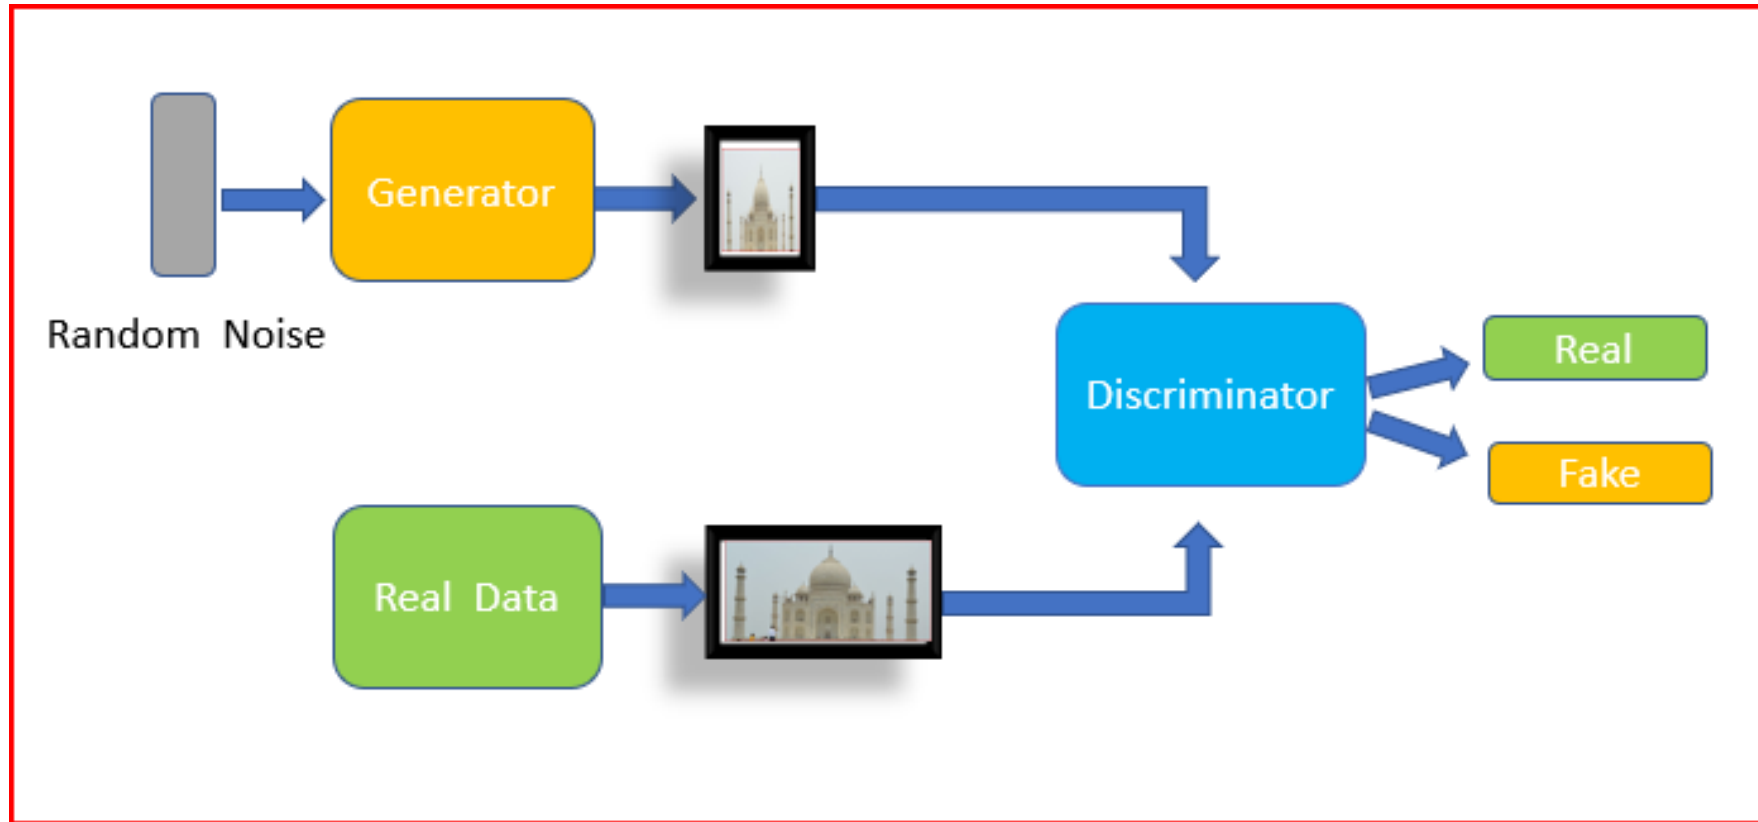 Generator
Random Noise
Discriminator
Real
Fake
Real Data